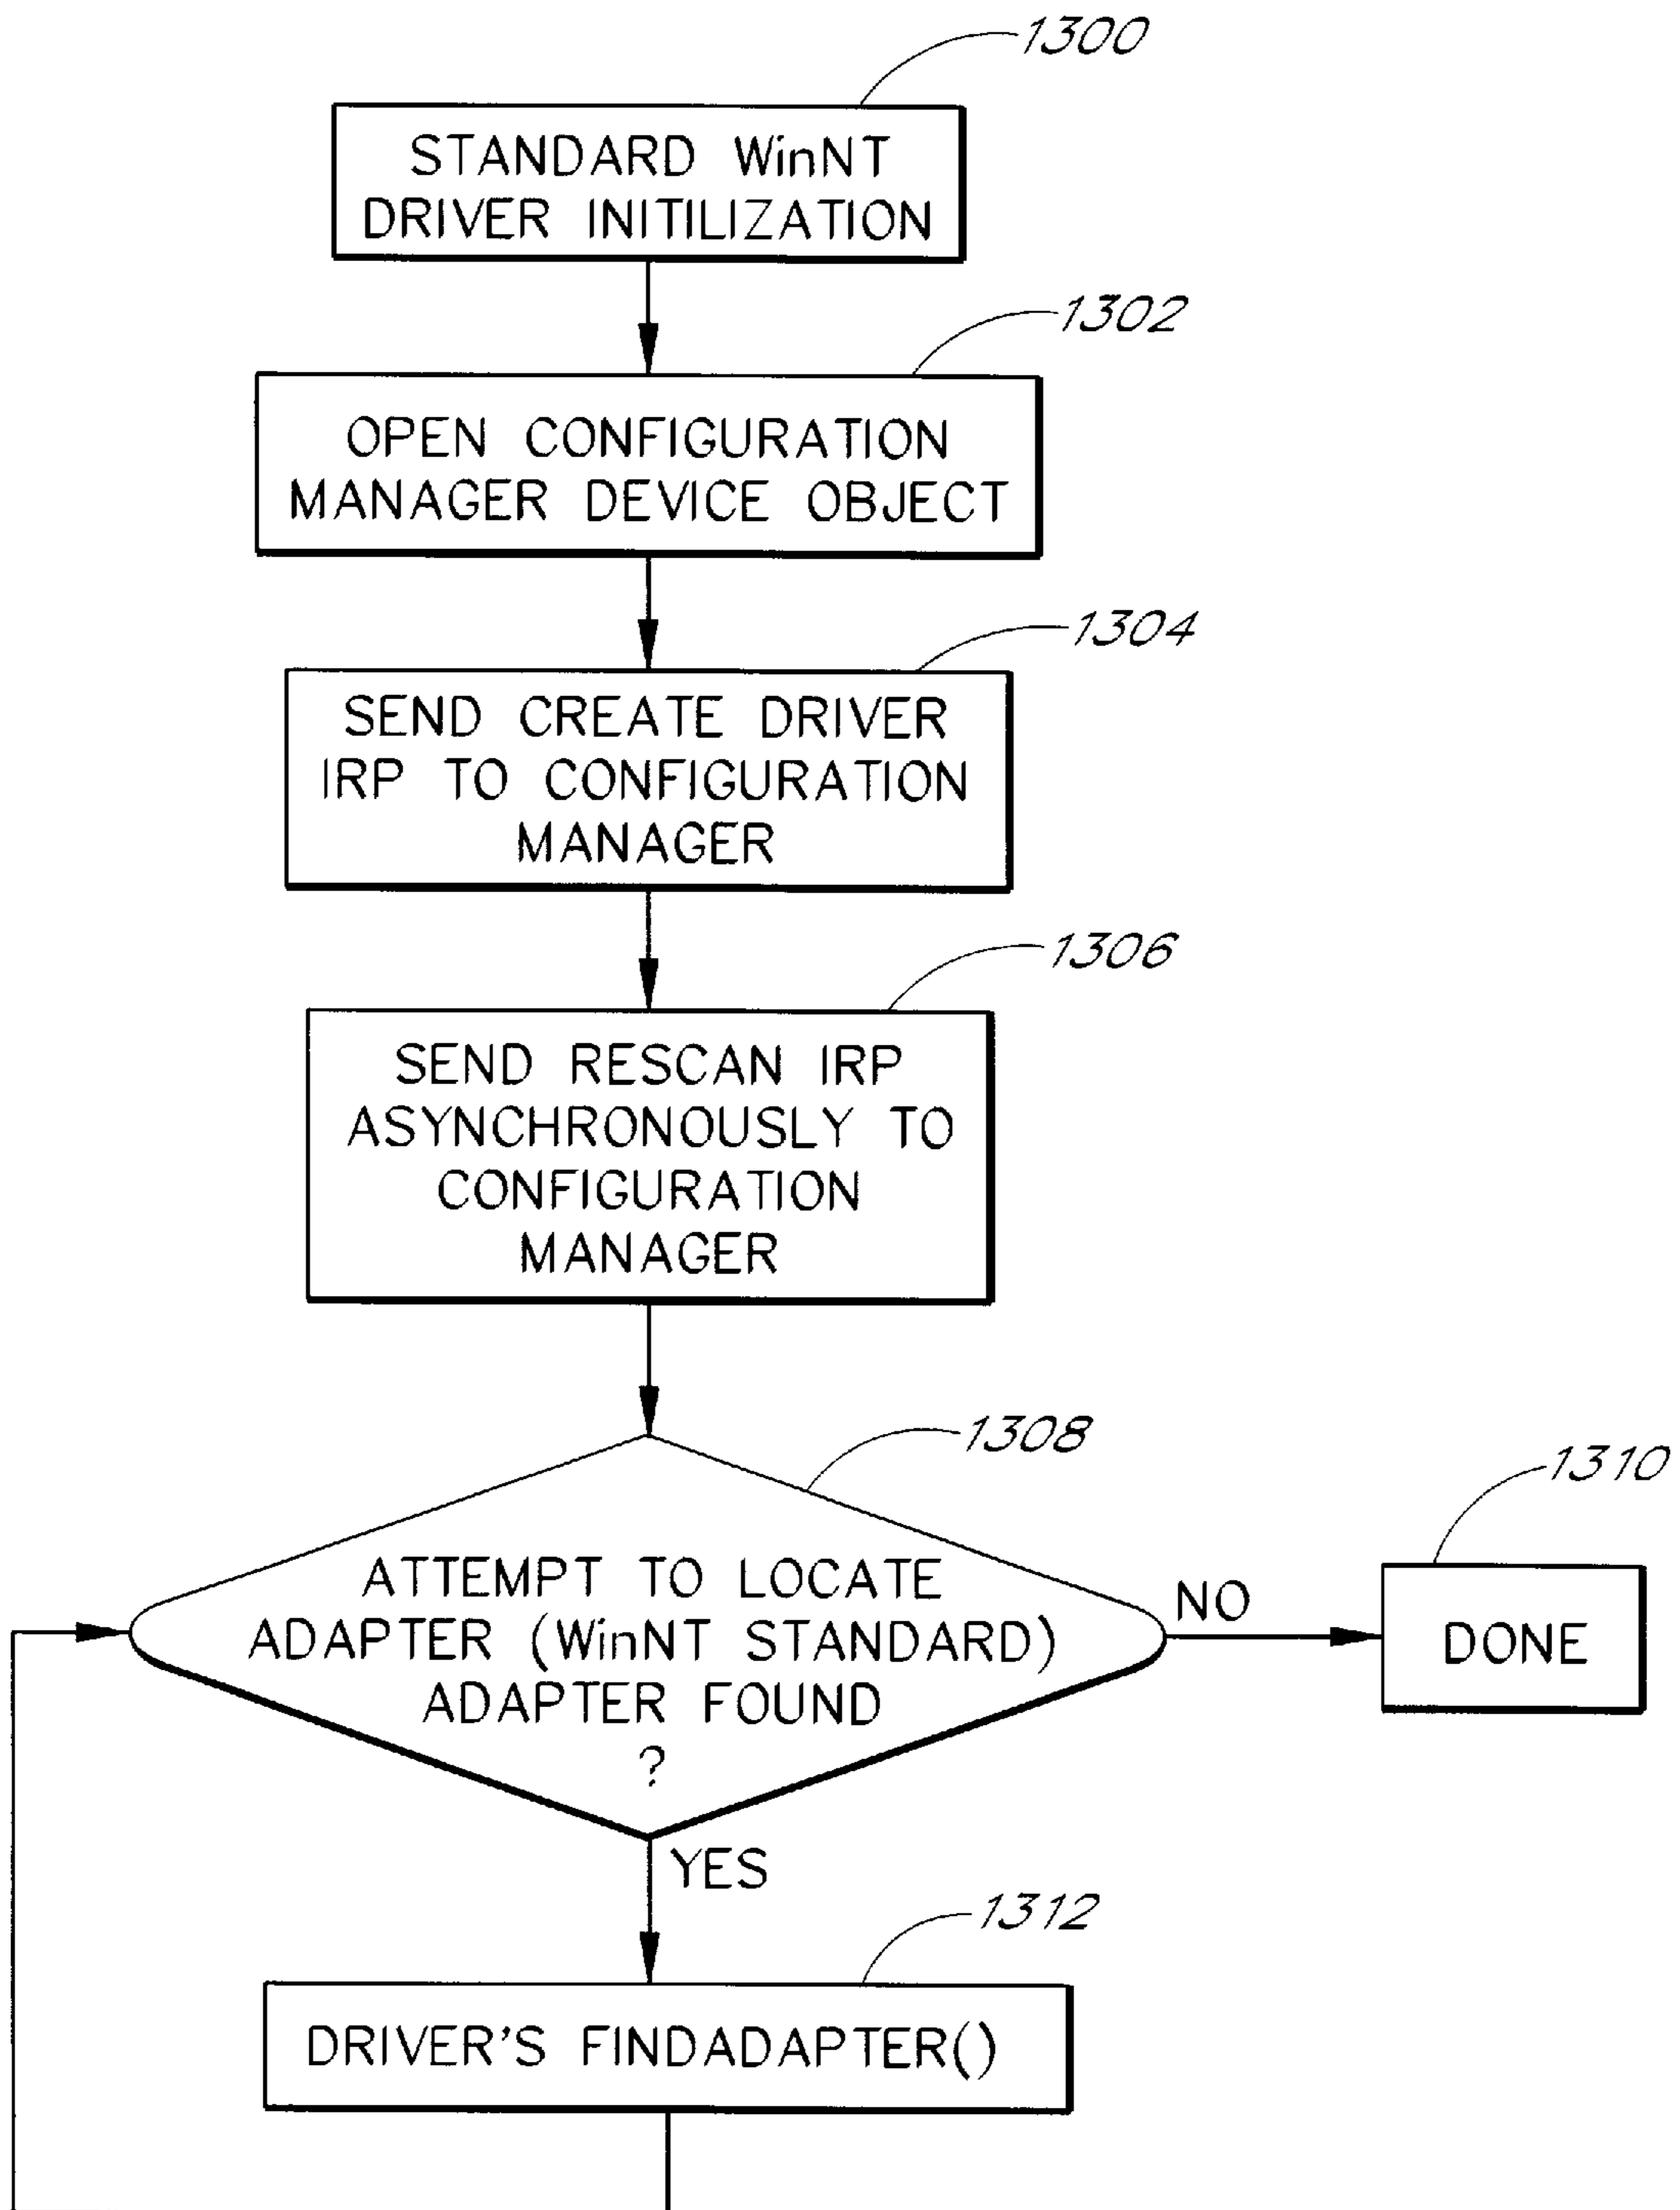 1300
STANDARD WinNT
DRIVER INITILIZATION
1302
OPEN CONFIGURATION
MANAGER DEVICE OBJECT
1304
SEND CREATE DRIVER
IRP TO CONFIGURATION
MANAGER
1306
SEND RESCAN IRP
ASYNCHRONOUSLY TO
CONFIGURATION
MANAGER
1308
ATTEMPT TO LOCATE
ADAPTER (WinNT STANDARD)
ADAPTER FOUND
?
NO
1310
DONE
YES
1312
DRIVER'S FINDADAPTER()